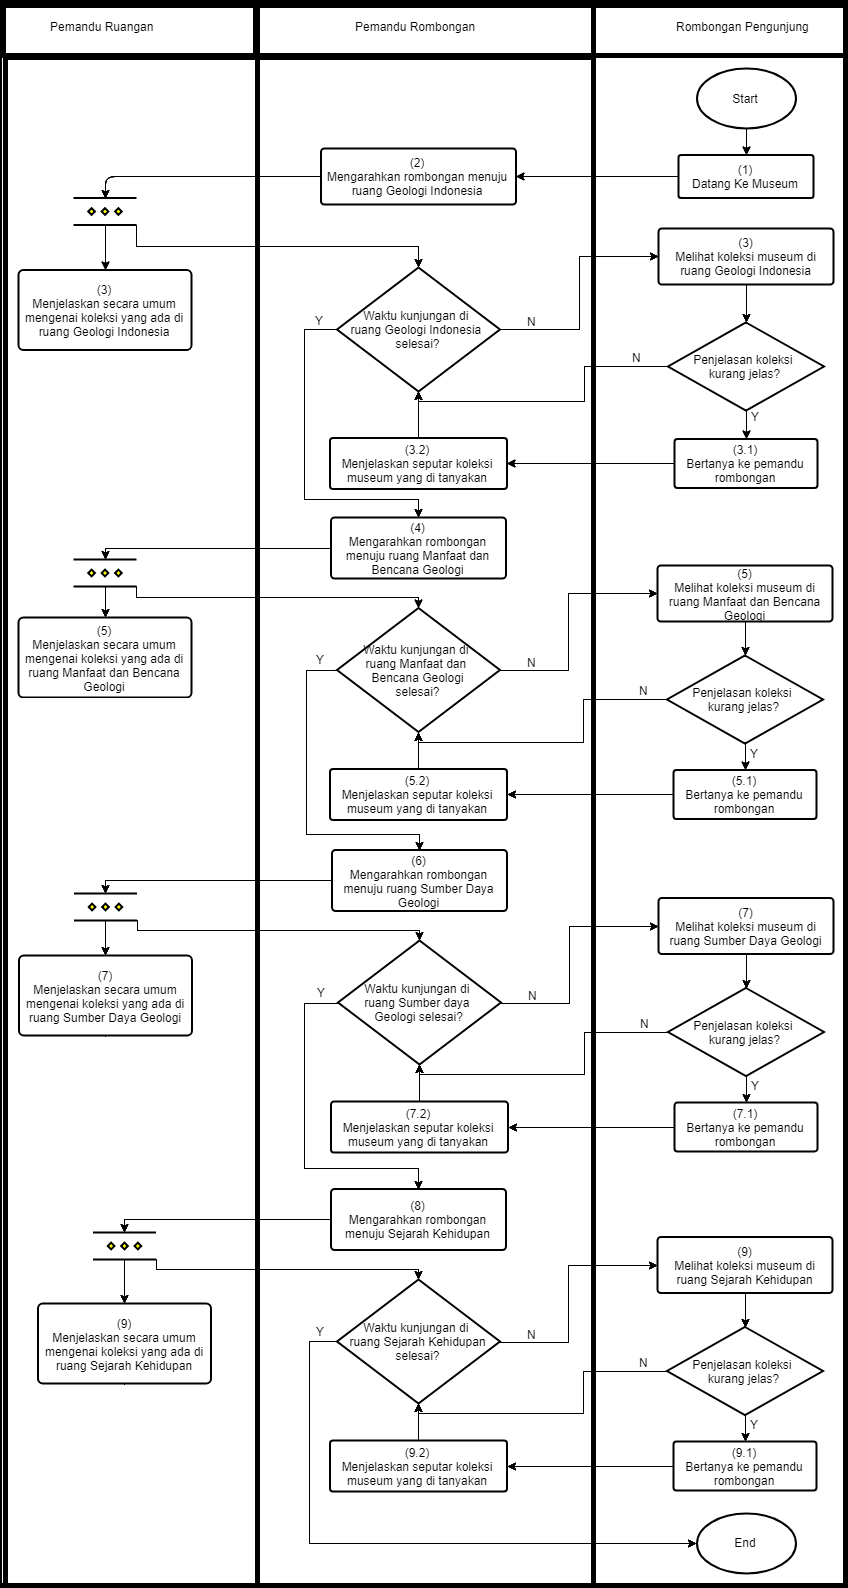 Pemandu Ruangan
Pemandu Rombongan
Rombongan Pengunjung
Start
(1)
Datang Ke Museum
(2)
Mengarahkan rombongan menuju
ruang Geologi Indonesia
(3)
Menjelaskan secara umum
mengenai koleksi yang ada di
ruang Geologi Indonesia
Waktu kunjungan di
ruang Geologi Indonesia
selesai?
Y
N
(3)
Melihat koleksi museum di
ruang Geologi Indonesia
Penjelasan koleksi
kurang jelas?
N
Y
(3.1)
Bertanya ke pemandu
rombongan
(3.2)
Menjelaskan seputar koleksi
museum yang di tanyakan
(4)
Mengarahkan rombongan
menuju ruang Manfaat dan
Bencana Geologi
(5)
Menjelaskan secara umum
mengenai koleksi yang ada di
ruang Manfaat dan Bencana
Geologi
Waktu kunjungan di
ruang Manfaat dan
Bencana Geologi
selesai?
Y
N
(5)
Melihat koleksi museum di
ruang Manfaat dan Bencana
Geologi
Penjelasan koleksi
kurang jelas?
N
Y
(5.1)
Bertanya ke pemandu
rombongan
(5.2)
Menjelaskan seputar koleksi
museum yang di tanyakan
(6)
Mengarahkan rombongan
menuju ruang Sumber Daya
Geologi
(7)
Menjelaskan secara umum
mengenai koleksi yang ada di
ruang Sumber Daya Geologi
Waktu kunjungan di
ruang Sumber daya
Geologi selesai?
Y
N
(7)
Melihat koleksi museum di
ruang Sumber Daya Geologi
Penjelasan koleksi
kurang jelas?
N
Y
(7.1)
Bertanya ke pemandu
rombongan
(7.2)
Menjelaskan seputar koleksi
museum yang di tanyakan
(8)
Mengarahkan rombongan
menuju Sejarah Kehidupan
(9)
Menjelaskan secara umum
mengenai koleksi yang ada di
ruang Sejarah Kehidupan
Waktu kunjungan di
ruang Sejarah Kehidupan
selesai?
Y
N
(9)
Melihat koleksi museum di
ruang Sejarah Kehidupan
Penjelasan koleksi
kurang jelas?
N
Y
(9.1)
Bertanya ke pemandu
rombongan
(9.2)
Menjelaskan seputar koleksi
museum yang di tanyakan
End